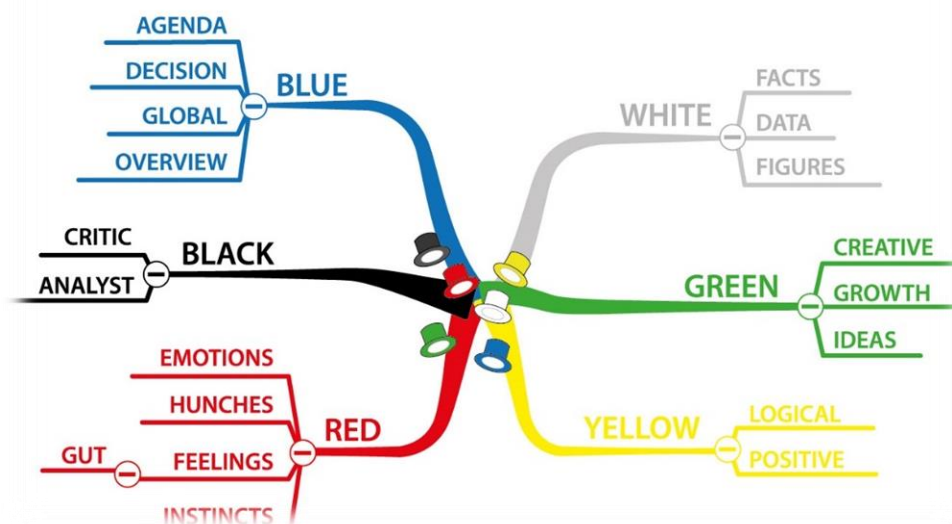 AGENDA
DECISION
GLOBAL
OVERVIEW
BLUE
WHITE
FACTS
DATA
FIGURES
CRITIC
ANALYST
BLACK
GREEN
CREATIVE
GROWTH
IDEAS
EMOTIONS
HUNCHES
FEELINGS
GUT
INSTINCTS
RED
YELLOW
LOGICAL
POSITIVE